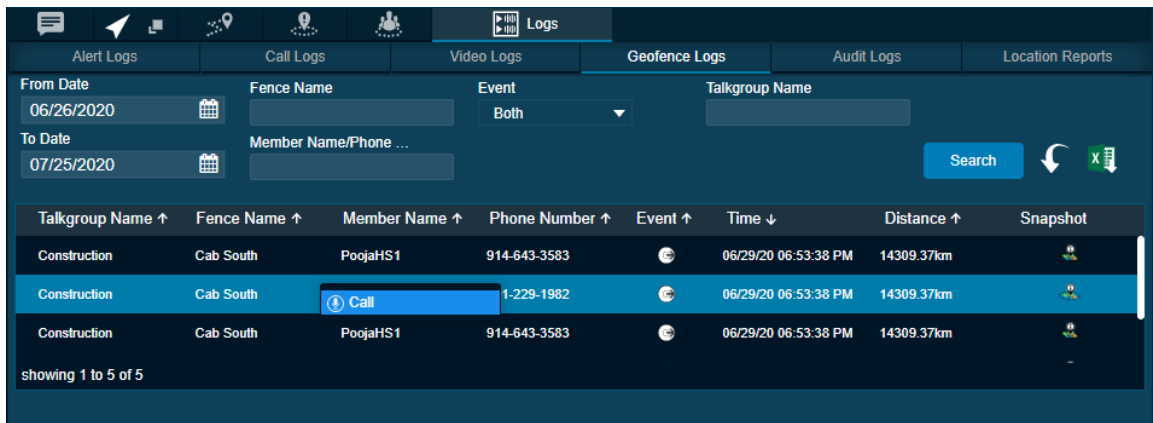 Logs
Alert Logs Call Logs Video Logs Geofence Logs Audit Logs Location Reports
From Date Fence Name Event Talkgroup Name
06/26/2020 Both
To Date Member Name/Phone ...
07/25/2020 Search
Talkgroup Name ↑ Fence Name ↑ Member Name ↑ Phone Number ↑ Event ↑ Time ↓ Distance ↑ Snapshot
Construction Cab South PoojaHS1 914-643-3583 06/29/20 06:53:38 PM 14309.37km
Construction Cab South Call 1-229-1982 06/29/20 06:53:38 PM 14309.37km
Construction Cab South PoojaHS1 914-643-3583 06/29/20 06:53:38 PM 14309.37km
showing 1 to 5 of 5